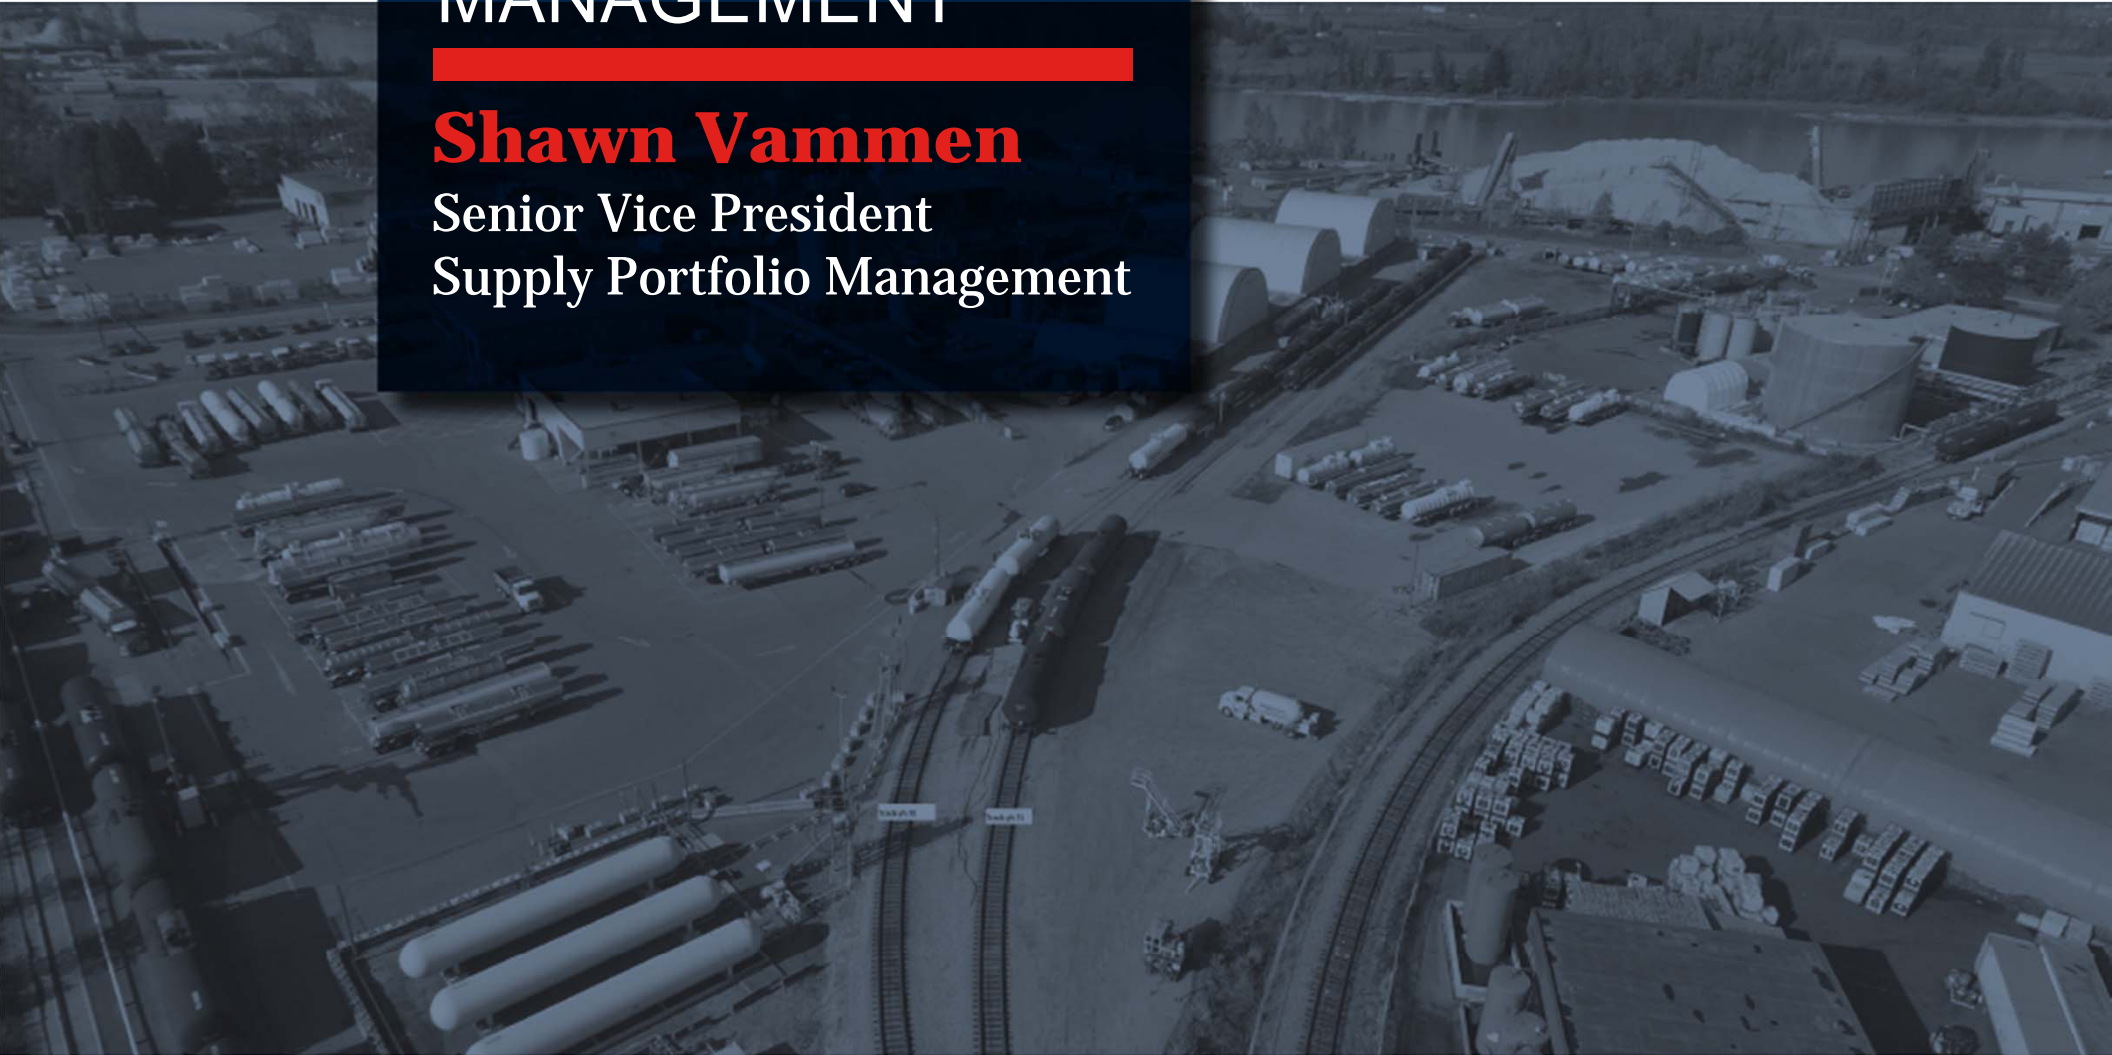 MANAGEMENT
Shawn Vammen
Senior Vice President
Supply Portfolio Management